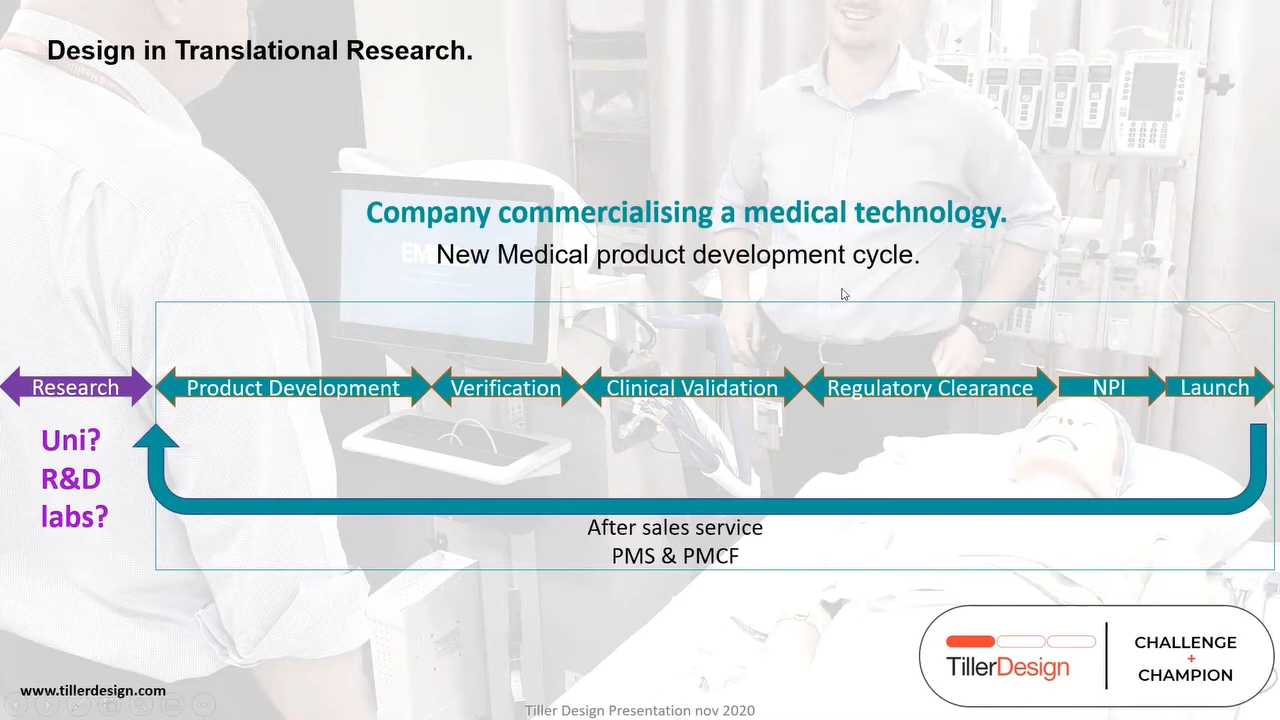 Design in Translational Research.
Company commercialising a medical technology.
New Medical product development cycle.
Research
Product Development
Verification
Clinical Validation
Regulatory Clearance
NPI
Launch
Uni?
R&D
labs?
After sales service
PMS & PMCF
TillerDesign
CHALLENGE
+
CHAMPION
www.tillerdesign.com
Tiller Design Presentation nov 2020